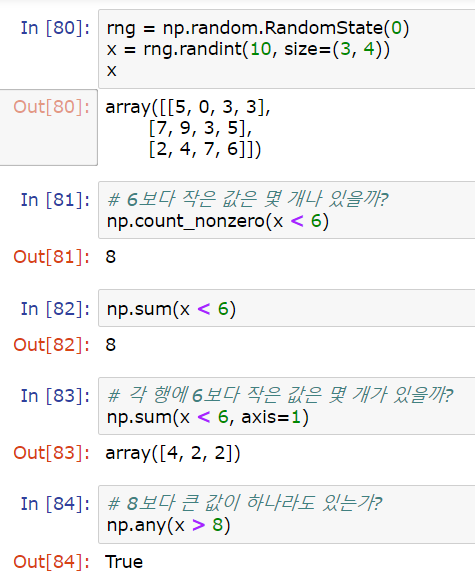 In [80]: rng = np.random.RandomState(0)
x = rng.randint(10, size=(3, 4))
x
Out[80]: array([[5, 0, 3, 3],
[7, 9, 3, 5],
[2, 4, 7, 6]])
In [81]: # 6보다 작은 값은 몇 개나 있을까?
np.count_nonzero(x < 6)
Out[81]: 8
In [82]: np.sum(x < 6)
Out[82]: 8
In [83]: # 각 행에 6보다 작은 값은 몇 개가 있을까?
np.sum(x < 6, axis=1)
Out[83]: array([4, 2, 2])
In [84]: # 8보다 큰 값이 하나라도 있는가?
np.any(x > 8)
Out[84]: True